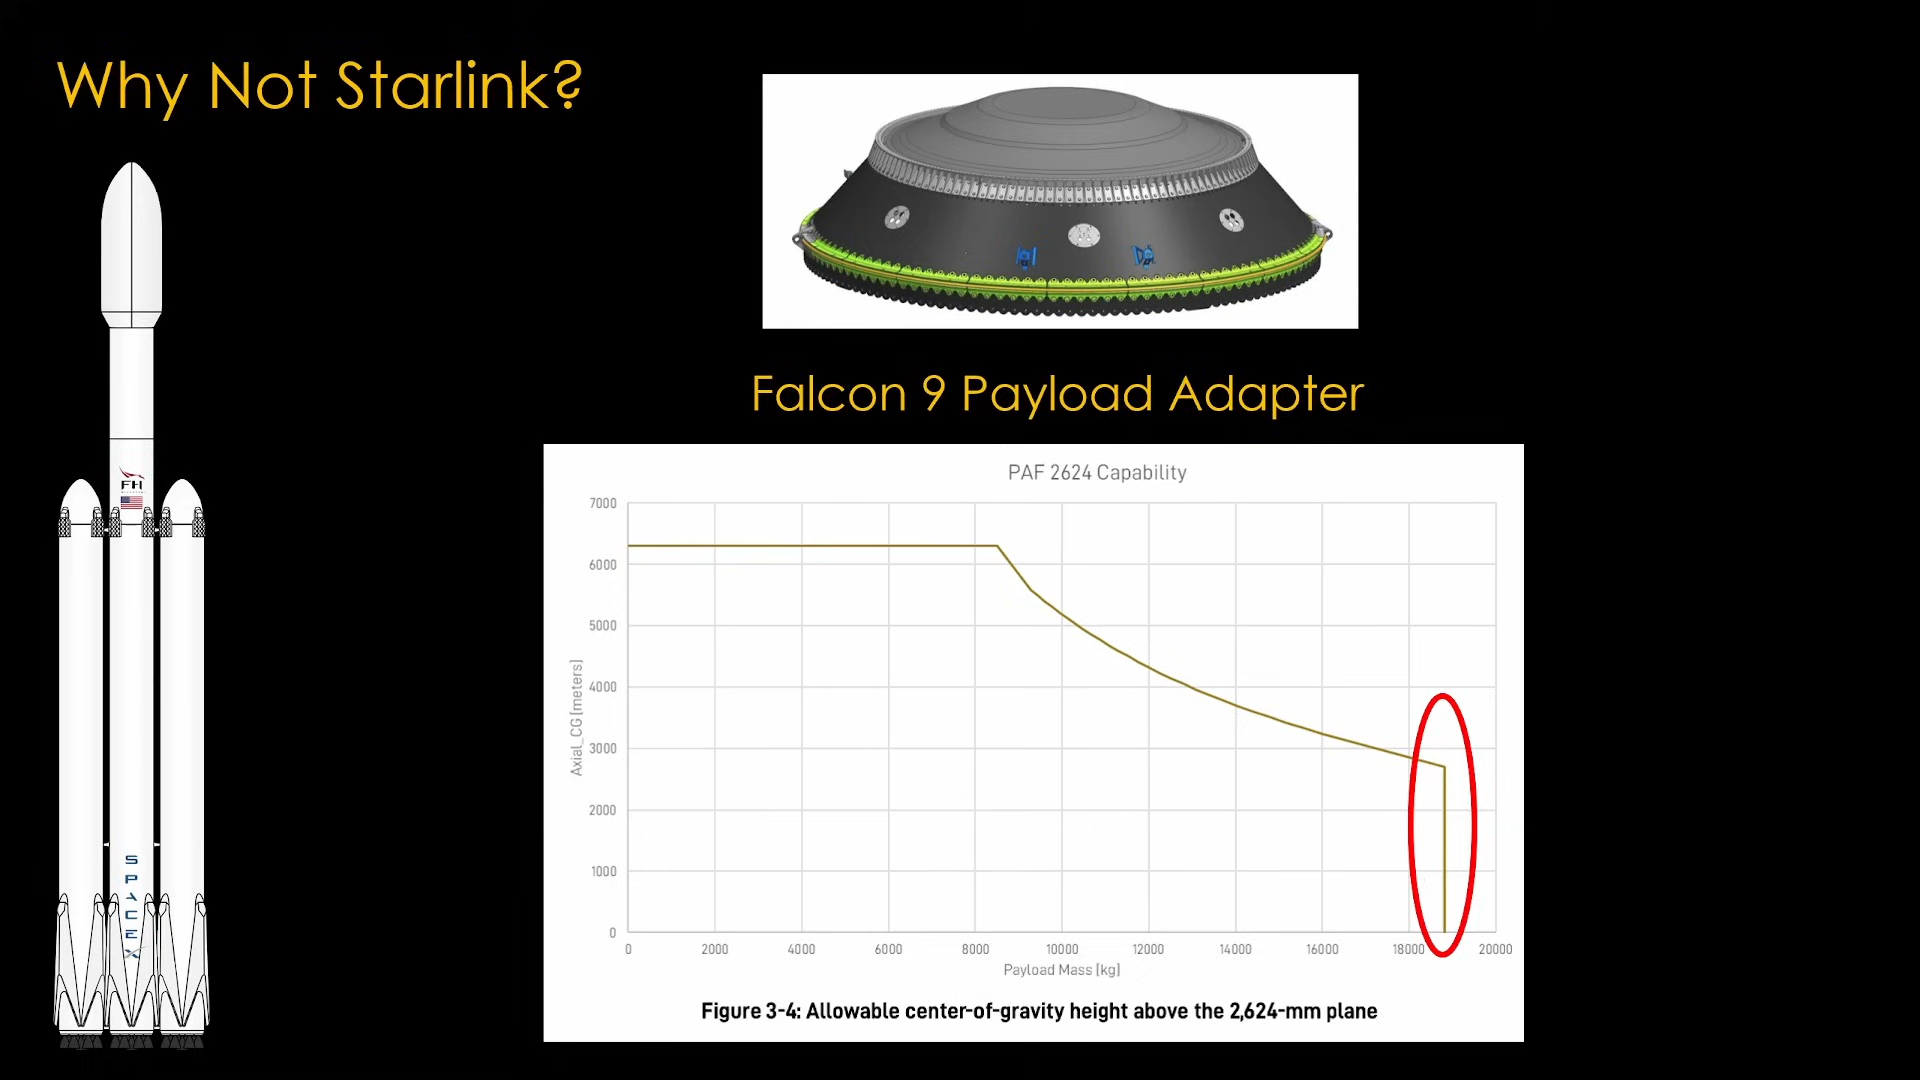 Why Not Starlink?
FH
SPACEX
Falcon 9 Payload Adapter
PAF 2624 Capability
7000
6000
5000
4000
3000
2000
1000
0
Axial_CG [meters]
0 2000 4000 6000 8000 10000 12000 14000 16000 18000 20000
Payload Mass [kg]
Figure 3-4: Allowable center-of-gravity height above the 2,624-mm plane